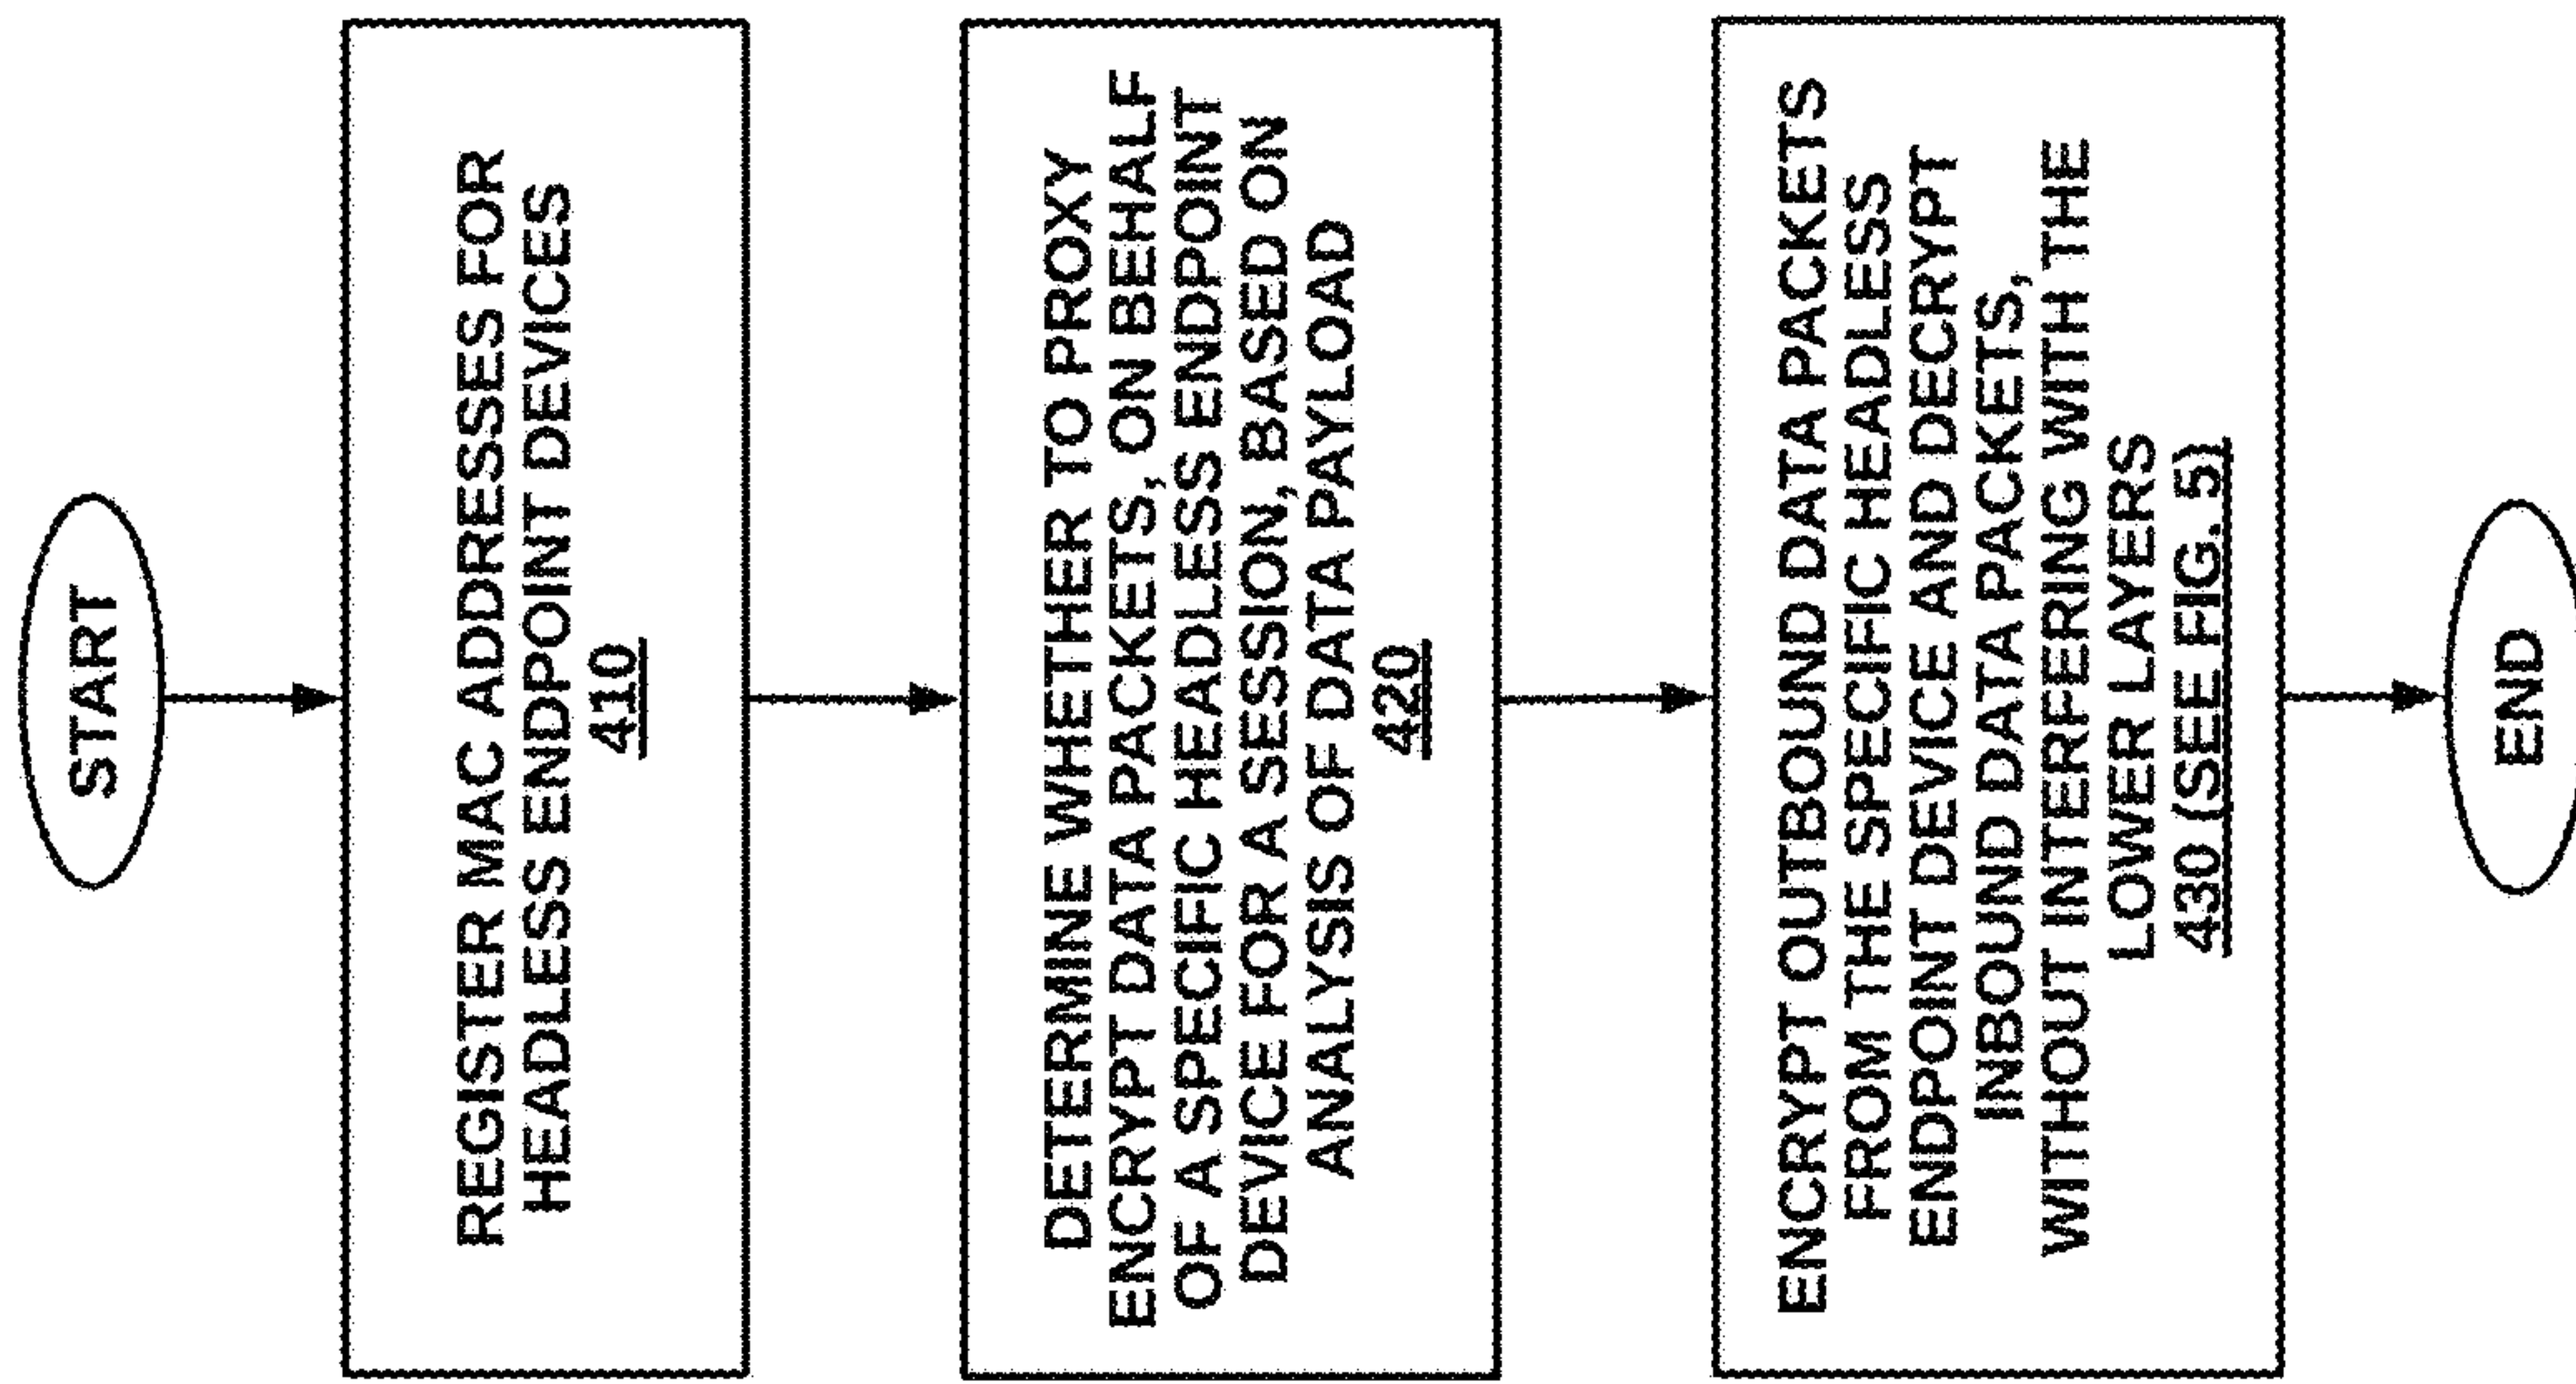 START
REGISTER MAC ADDRESSES FOR
HEADLESS ENDPOINT DEVICES
410
DETERMINE WHETHER TO PROXY
ENCRYPT DATA PACKETS, ON BEHALF
OF A SPECIFIC HEADLESS ENDPOINT
DEVICE FOR A SESSION, BASED ON
ANALYSIS OF DATA PAYLOAD
420
ENCRYPT OUTBOUND DATA PACKETS
FROM THE SPECIFIC HEADLESS
ENDPOINT DEVICE AND DECRYPT
INBOUND DATA PACKETS,
WITHOUT INTERFERING WITH THE
LOWER LAYERS
430 (SEE FIG. 5)
END